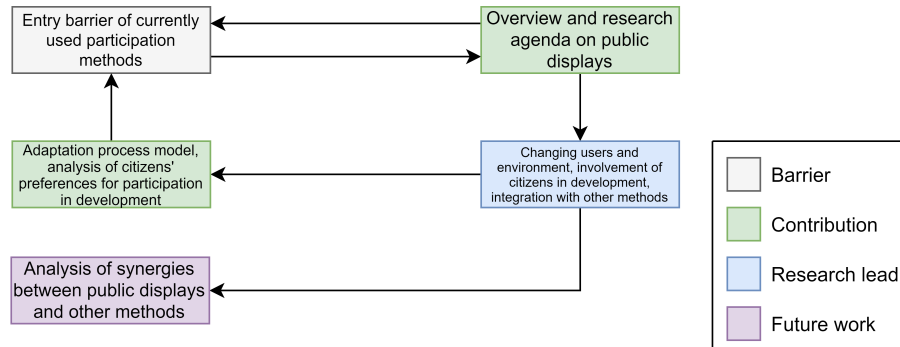 Entry barrier of currently
used participation
methods
Overview and research
agenda on public
displays
Adaptation process model,
analysis of citizens'
preferences for participation
in development
Changing users and
environment, involvement of
citizens in development,
integration with other methods
Analysis of synergies
between public displays
and other methods
Barrier
Contribution
Research lead
Future work